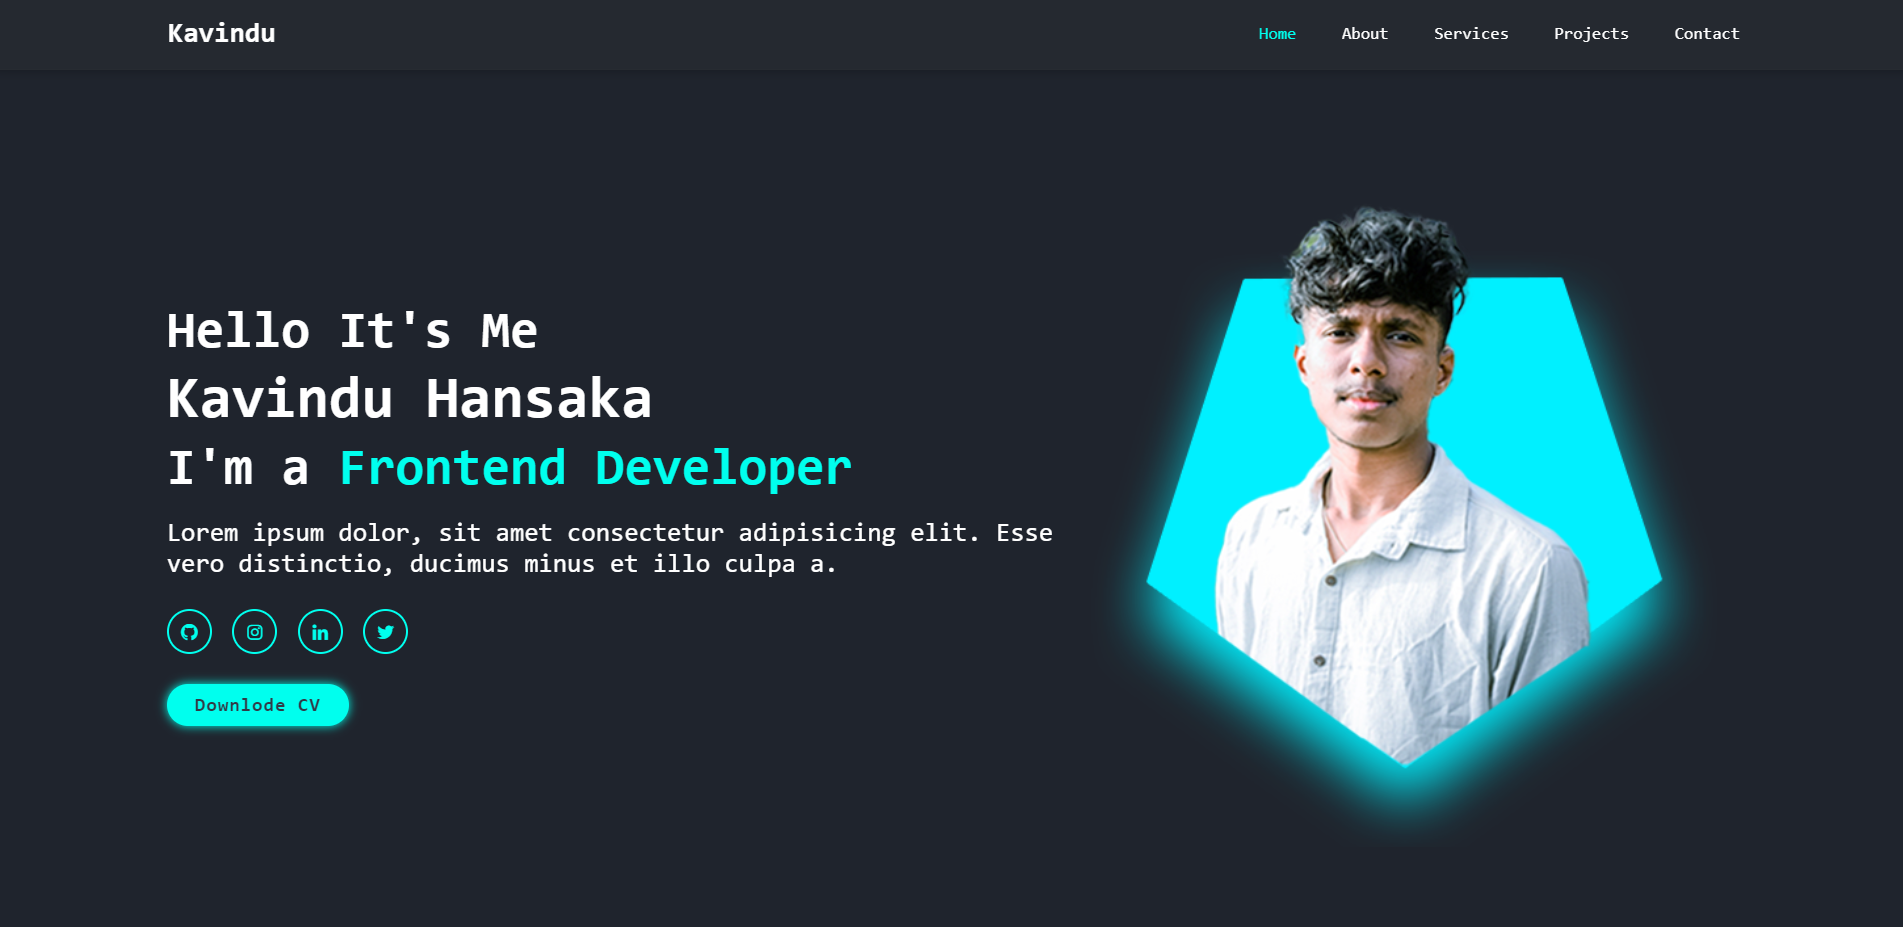 Kavindu
Home About Services Projects Contact
Hello It's Me
Kavindu Hansaka
I'm a Frontend Developer
Lorem ipsum dolor, sit amet consectetur adipisicing elit. Esse
vero distinctio, ducimus minus et illo culpa a.
in
Downlode CV